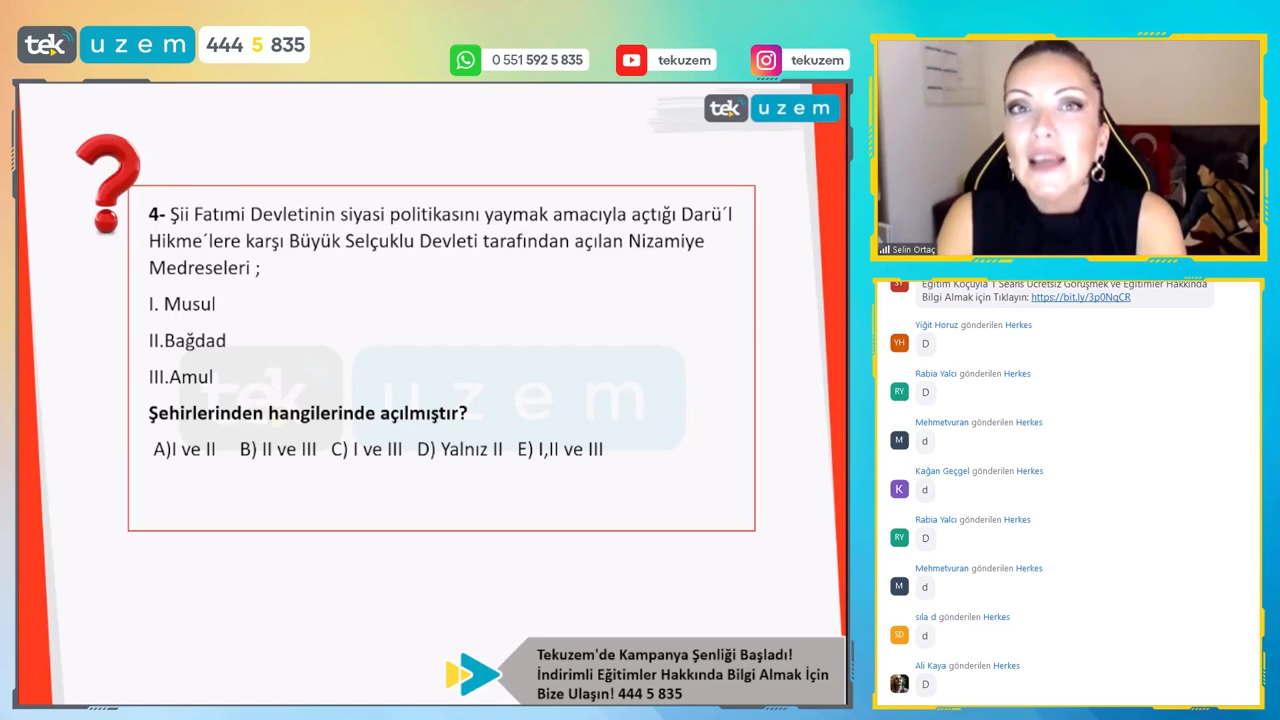 tek uzem 444 5 835
0 551 592 5 835
tekuzem
tekuzem
tek uzem
4- Şii Fatımi Devletinin siyasi politikasını yaymak amacıyla açtığı Darü´l
Hikme´lere karşı Büyük Selçuklu Devleti tarafından açılan Nizamiye
Medreseleri ;
I. Musul
II.Bağdad
III.Amul
Şehirlerinden hangilerinde açılmıştır?
A)I ve II B) II ve III C) I ve III D) Yalnız II E) I,II ve III
tek uzem
Tekuzem'de Kampanya Şenliği Başladı!
İndirimli Eğitimler Hakkında Bilgi Almak İçin
Bize Ulaşın! 444 5 835
Selin Ortaç
Eğitim Koçuyla 1 Seans Ücretsiz Görüşmek ve Eğitimler Hakkında
Bilgi Almak için Tıklayın: https://bit.ly/3p0NqCR
Yiğit Horuz gönderilen Herkes
YH D
Rabia Yalcı gönderilen Herkes
RY D
Mehmetvuran gönderilen Herkes
M d
Kağan Geçgel gönderilen Herkes
K d
Rabia Yalcı gönderilen Herkes
RY D
Mehmetvuran gönderilen Herkes
M d
sıla d gönderilen Herkes
SD d
Ali Kaya gönderilen Herkes
D